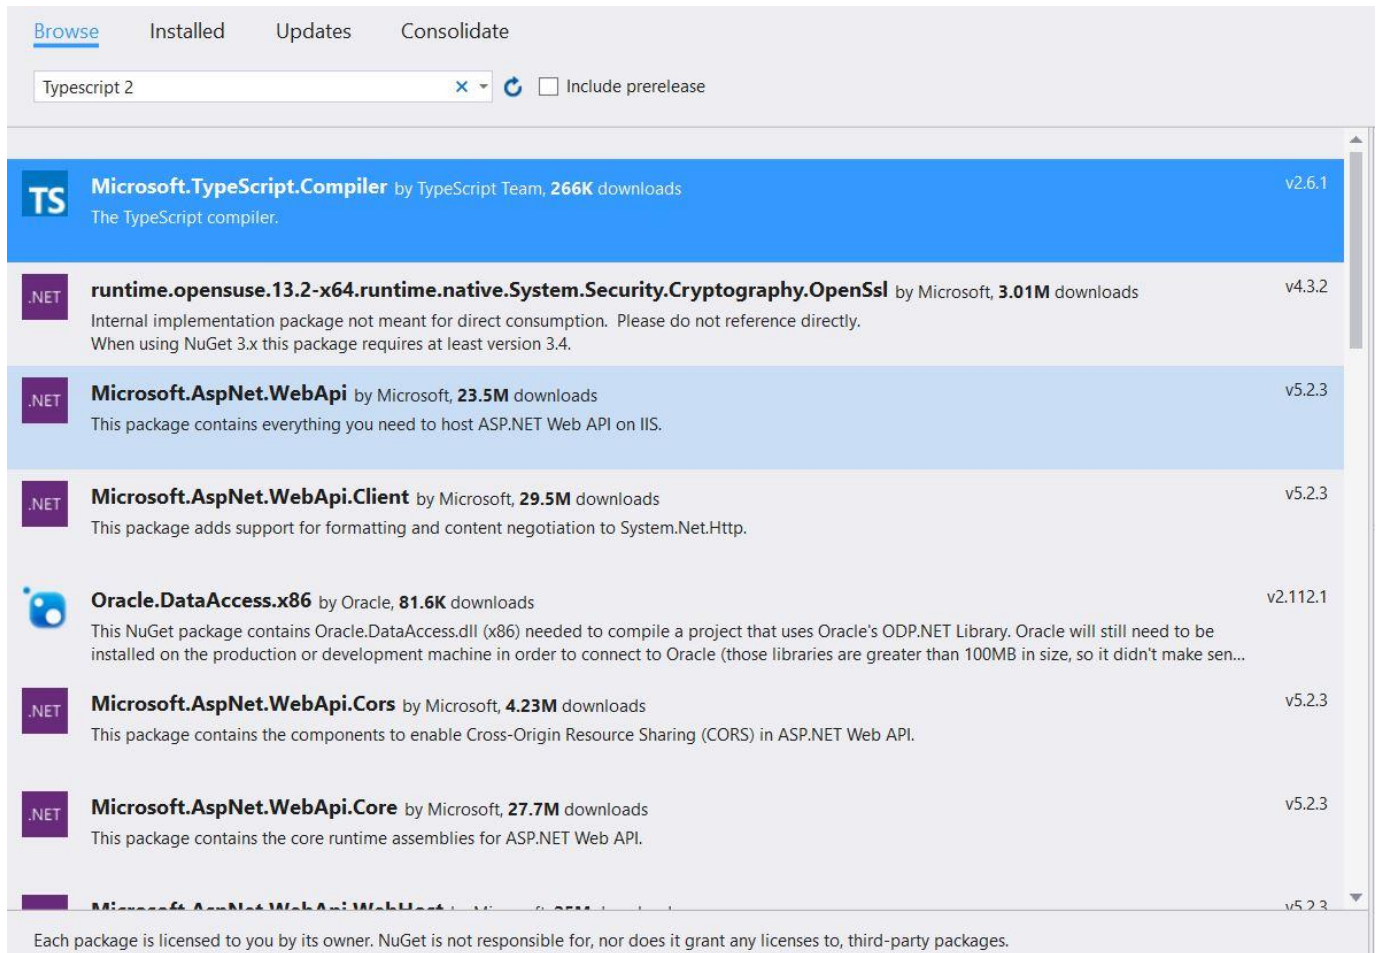 Browse Installed Updates Consolidate
Typescript 2
Include prerelease
TS
Microsoft.TypeScript.Compiler by TypeScript Team, 266K downloads v2.6.1
The TypeScript compiler.
.NET
runtime.opensuse.13.2-x64.runtime.native.System.Security.Cryptography.OpenSsl by Microsoft, 3.01M downloads v4.3.2
Internal implementation package not meant for direct consumption. Please do not reference directly.
When using NuGet 3.x this package requires at least version 3.4.
.NET
Microsoft.AspNet.WebApi by Microsoft, 23.5M downloads v5.2.3
This package contains everything you need to host ASP.NET Web API on IIS.
.NET
Microsoft.AspNet.WebApi.Client by Microsoft, 29.5M downloads v5.2.3
This package adds support for formatting and content negotiation to System.Net.Http.
Oracle.DataAccess.x86 by Oracle, 81.6K downloads v2.112.1
This NuGet package contains Oracle.DataAccess.dll (x86) needed to compile a project that uses Oracle's ODP.NET Library. Oracle will still need to be
installed on the production or development machine in order to connect to Oracle (those libraries are greater than 100MB in size, so it didn't make sen...
.NET
Microsoft.AspNet.WebApi.Cors by Microsoft, 4.23M downloads v5.2.3
This package contains the components to enable Cross-Origin Resource Sharing (CORS) in ASP.NET Web API.
.NET
Microsoft.AspNet.WebApi.Core by Microsoft, 27.7M downloads v5.2.3
This package contains the core runtime assemblies for ASP.NET Web API.
Microsoft.AspNet.WebApi.WebHost by Microsoft, 25M downloads v5.2.3
Each package is licensed to you by its owner. NuGet is not responsible for, nor does it grant any licenses to, third-party packages.